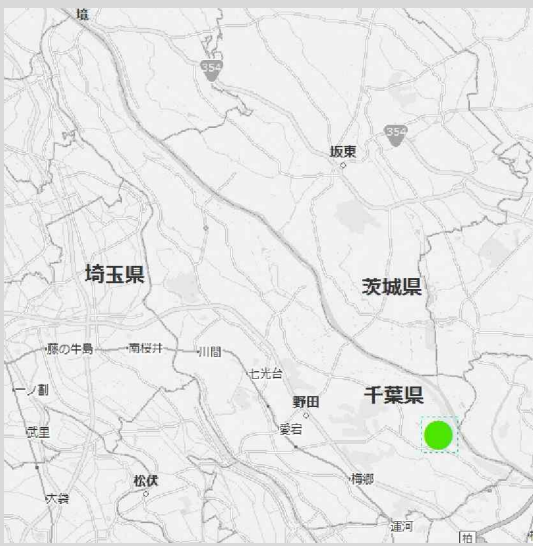 境
354
354
坂東
埼玉県
茨城県
藤の牛島
南桜井
川間
七光台
千葉県
一ノ割
野田
愛宕
武里
梅郷
松伏
大袋
運河
柏